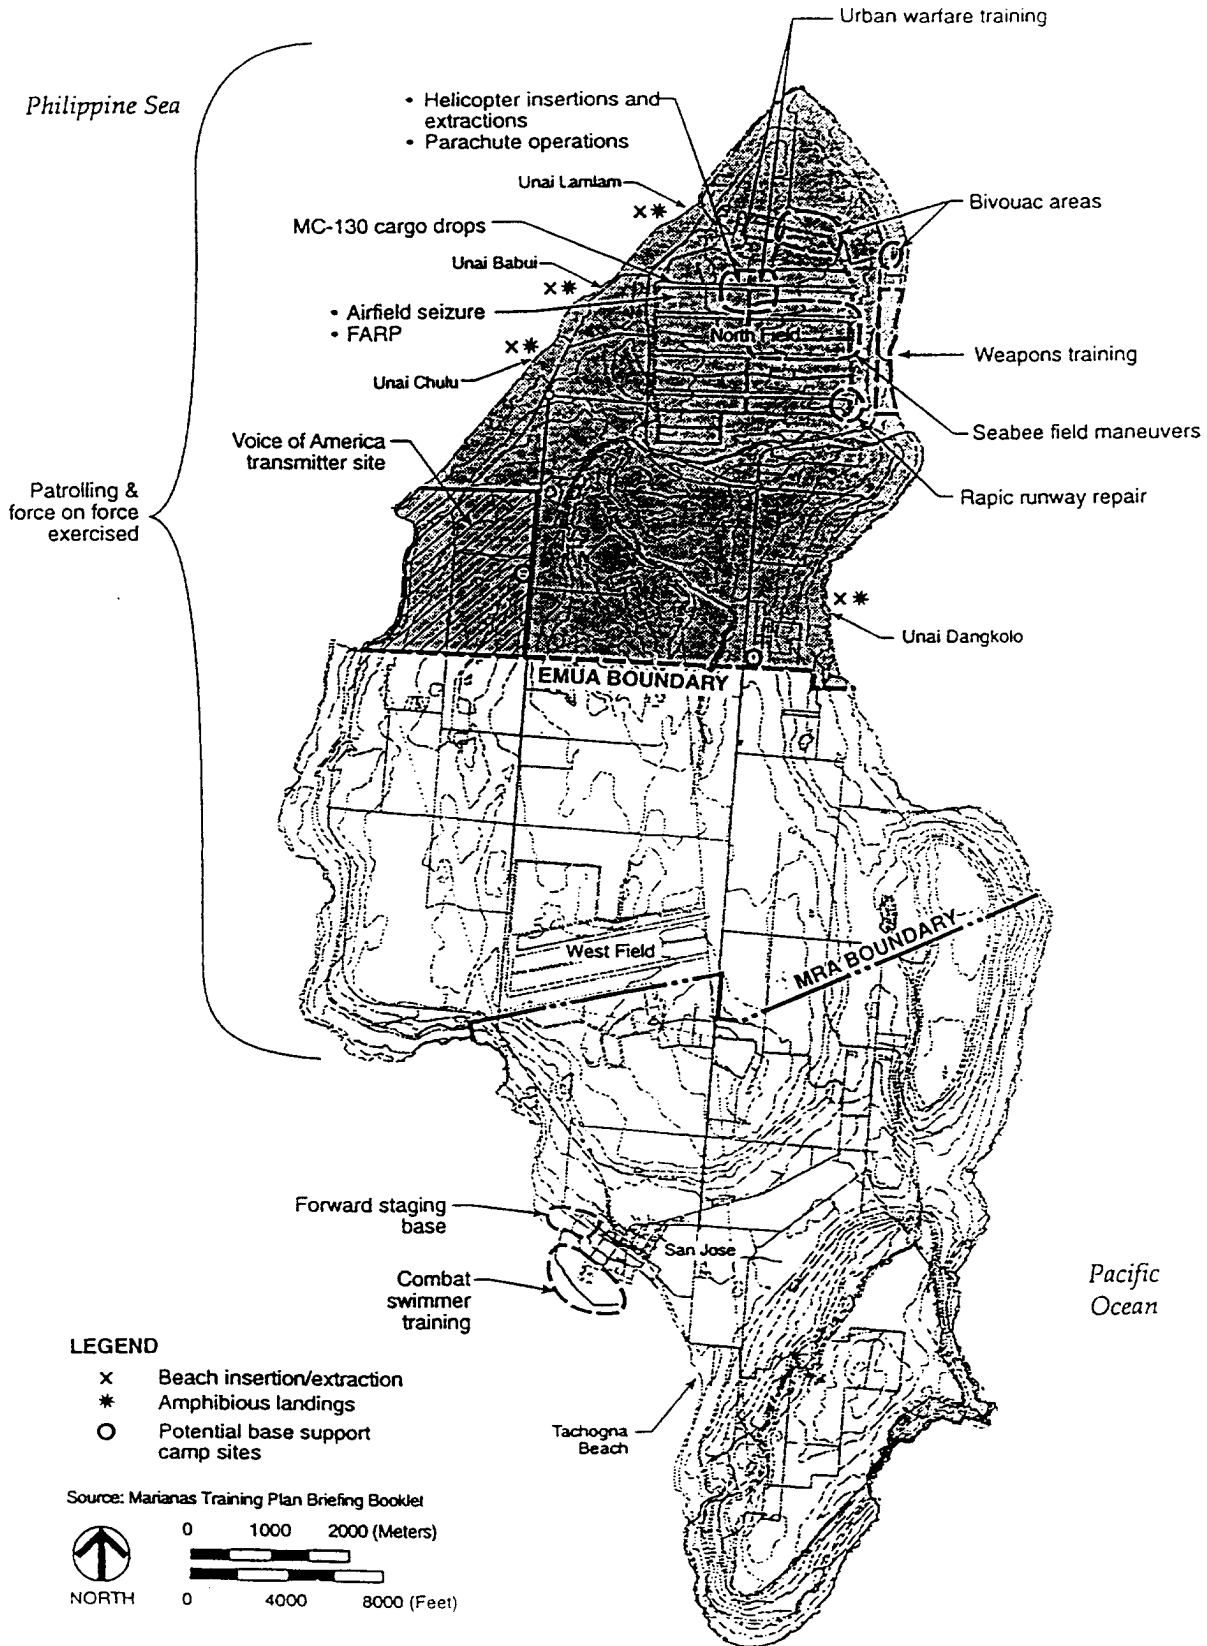 Urban warfare training
Philippine Sea
• Helicopter insertions and
extractions
• Parachute operations
Unai Lamlam
Bivouac areas
MC-130 cargo drops
Unai Babui
• Airfield seizure
• FARP
North Field
Weapons training
Unai Chulu
Seabee field maneuvers
Voice of America
transmitter site
Patrolling &
force on force
exercised
Rapic runway repair
Unai Dangkolo
EMUA BOUNDARY
MRA BOUNDARY
West Field
Forward staging
base
San Jose
Combat
swimmer
training
Pacific
Ocean
LEGEND
x Beach insertion/extraction
* Amphibious landings
O Potential base support
camp sites
Tachogna
Beach
Source: Marianas Training Plan Briefing Booklet
0 1000 2000 (Meters)
NORTH
0 4000 8000 (Feet)